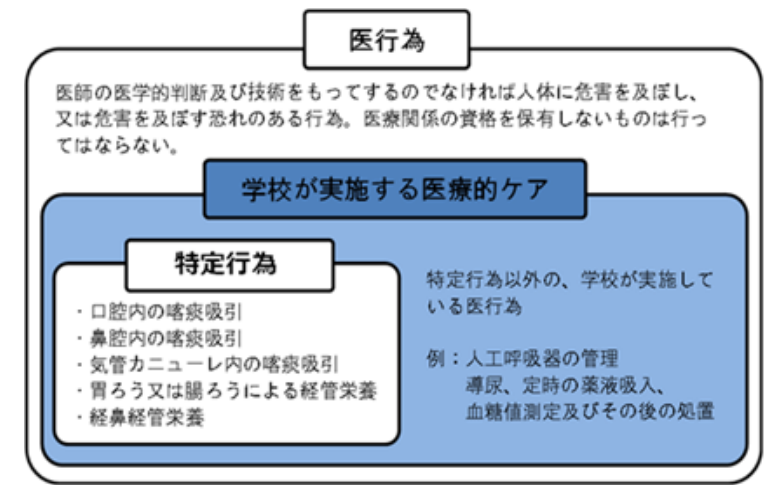 医行為
医師の医学的判断及び技術をもってするのでなければ人体に危害を及ぼし、
又は危害を及ぼす恐れのある行為。医療関係の資格を保有しないものは行っ
てはならない。
学校が実施する医療的ケア
特定行為
・口腔内の喀痰吸引
・鼻腔内の喀痰吸引
・気管カニューレ内の喀痰吸引
・胃ろう又は腸ろうによる経管栄養
・経鼻経管栄養
特定行為以外の、学校が実施して
いる医行為
例：人工呼吸器の管理
導尿、定時の薬液吸入、
血糖値測定及びその後の処置